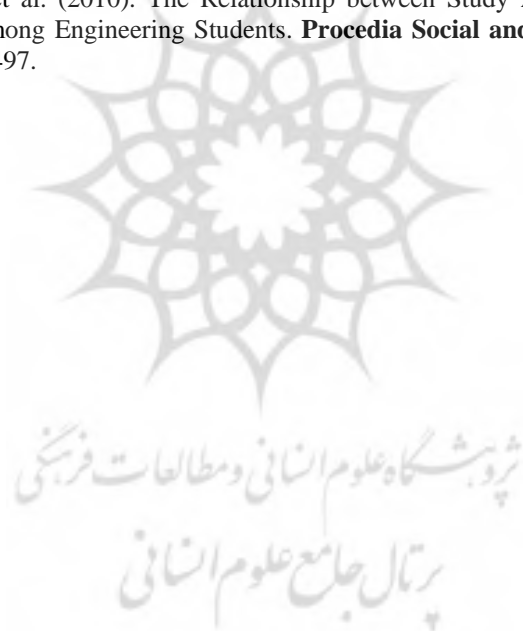 et al. (2010). The Relationship between Study
mong Engineering Students. Procedia Social and
-97.
پژوهشگاه علوم انسانی و مطالعات فرهنگی
پرتال جامع علوم انسانی